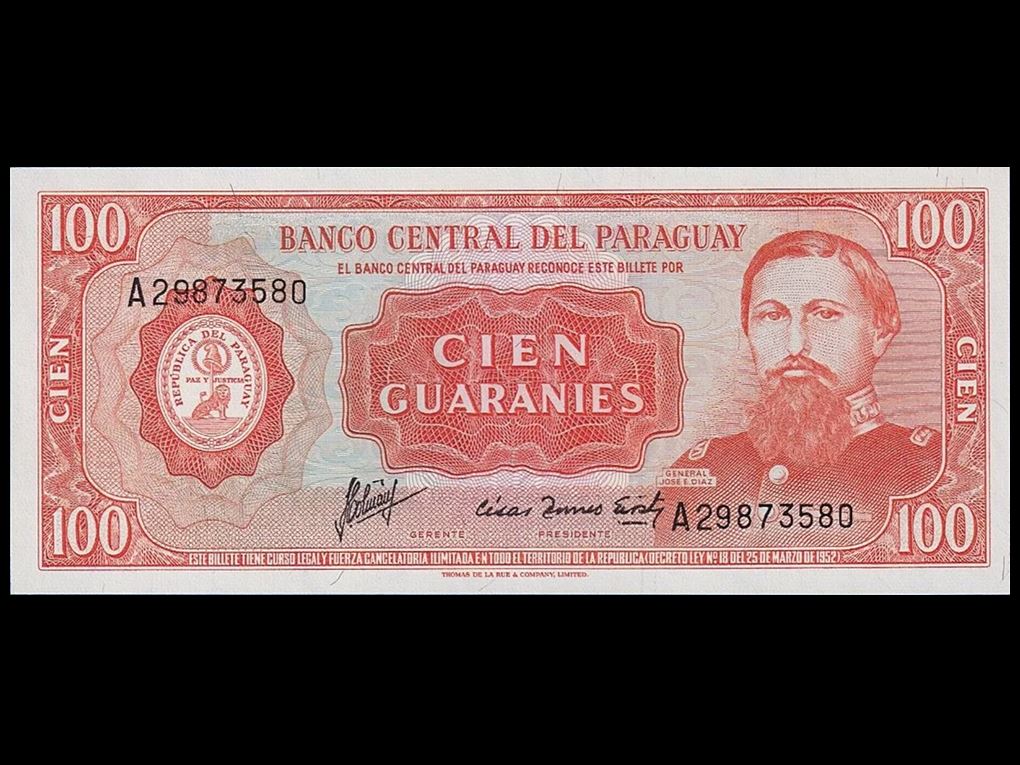 100
100
BANCO CENTRAL DEL PARAGUAY
EL BANCO CENTRAL DEL PARAGUAY RECONOCE ESTE BILLETE POR
A29873580
REPÚBLICA DEL PARAGUAY
PAZ Y JUSTICIA
CIEN
CIEN
GUARANIES
CIEN
GENERAL
JOSE E. DIAZ
A29873580
GERENTE
PRESIDENTE
100
100
ESTE BILLETE TIENE CURSO LEGAL Y FUERZA CANCELATORIA ILIMITADA EN TODO EL TERRITORIO DE LA REPUBLICA (DECRETO LEY Nº 18 DEL 25 DE MARZO DE 1952)
THOMAS DE LA RUE & COMPANY, LIMITED.